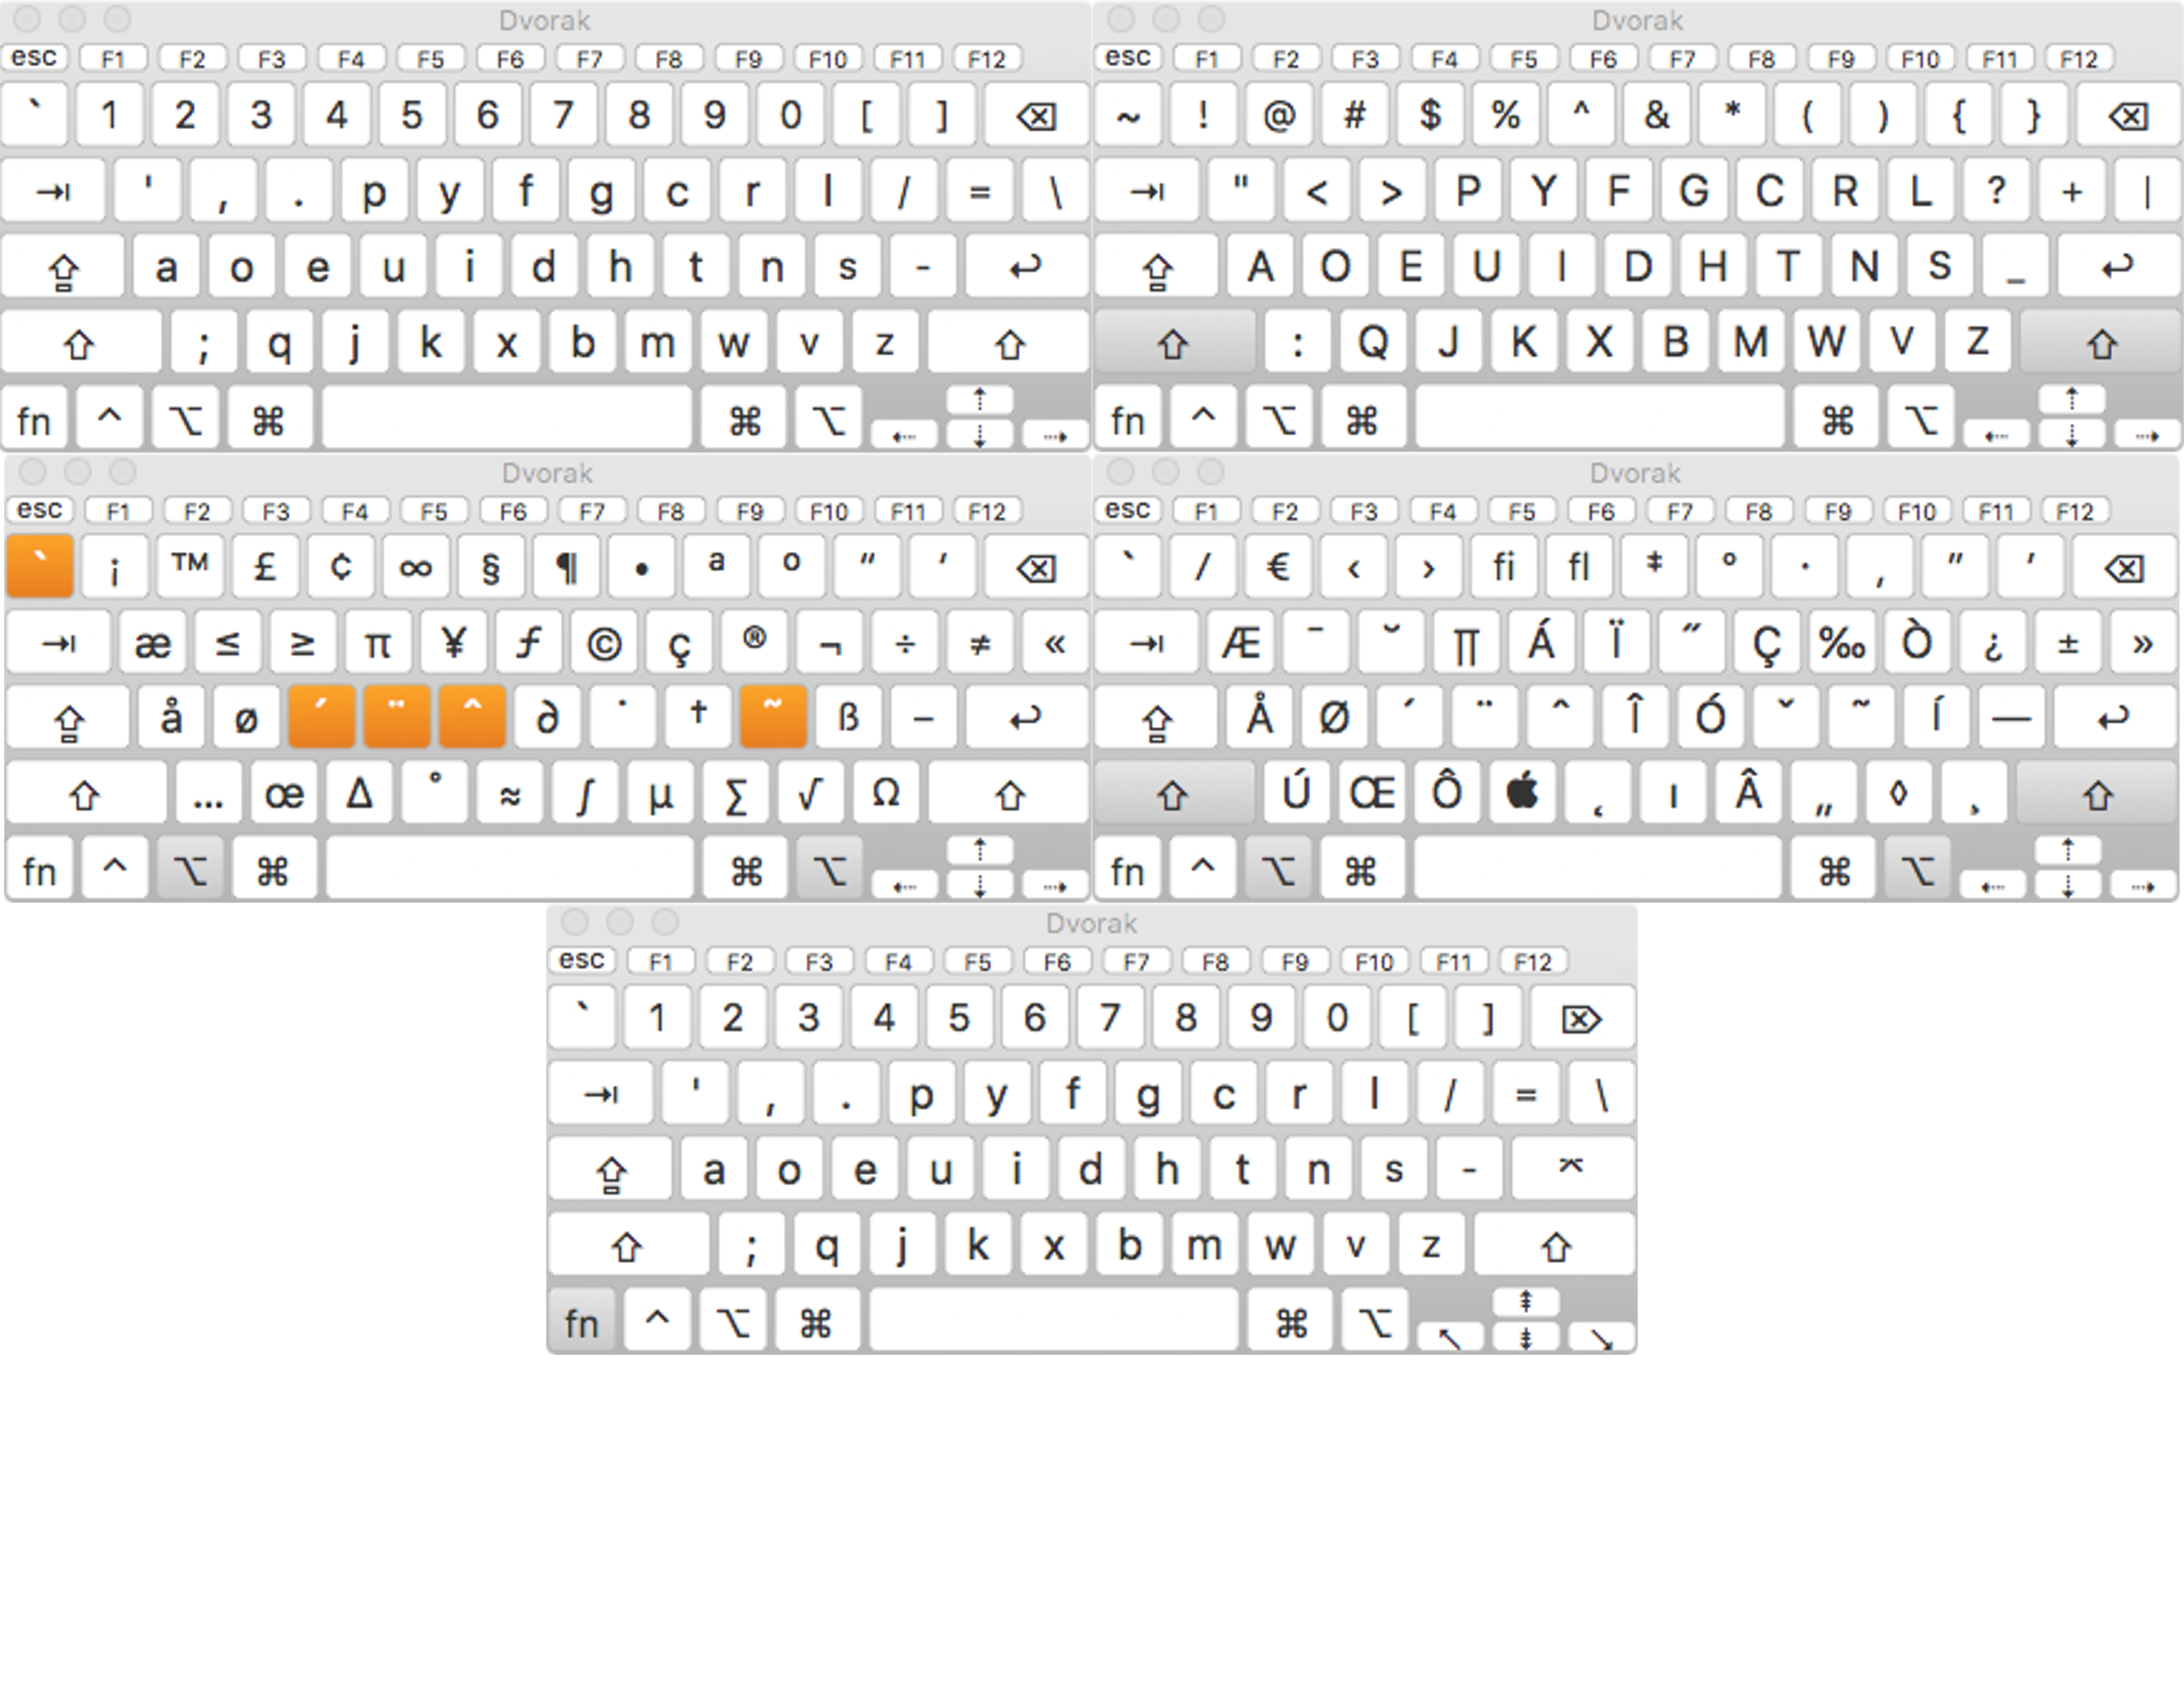 Dvorak
esc F1 F2 F3 F4 F5 F6 F7 F8 F9 F10 F11 F12
` 1 2 3 4 5 6 7 8 9 0 [ ] ⌫
⇥ ' , . p y f g c r l / = \
⇪ a o e u i d h t n s - ↩
⇧ ; q j k x b m w v z ⇧
fn ^ ⌥ ⌘ ⌘ ⌥ ⇠ ⇡ ⇣ ⇢
Dvorak
esc F1 F2 F3 F4 F5 F6 F7 F8 F9 F10 F11 F12
~ ! @ # $ % ^ & * ( ) { } ⌫
⇥ " < > P Y F G C R L ? + |
⇪ A O E U I D H T N S _ ↩
⇧ : Q J K X B M W V Z ⇧
fn ^ ⌥ ⌘ ⌘ ⌥ ⇠ ⇡ ⇣ ⇢
Dvorak
esc F1 F2 F3 F4 F5 F6 F7 F8 F9 F10 F11 F12
` ¡ ™ £ ¢ ∞ § ¶ • ª º “ ‘ ⌫
⇥ æ ≤ ≥ π ¥ ƒ © ç ® ¬ ÷ ≠ «
⇪ å ø ´ ¨ ˆ ∂ ˙ † ˜ ß – ↩
⇧ … œ ∆ ˚ ≈ ∫ µ ∑ √ Ω ⇧
fn ^ ⌥ ⌘ ⌘ ⌥ ⇠ ⇡ ⇣ ⇢
Dvorak
esc F1 F2 F3 F4 F5 F6 F7 F8 F9 F10 F11 F12
` ⁄ € ‹ › ﬁ ﬂ ‡ ° · ‚ ” ’ ⌫
⇥ Æ ¯ ˘ ∏ Á Ï ˝ Ç ‰ Ò ¿ ± »
⇪ Å Ø ´ ¨ ˆ Î Ó ˇ ˜ Í — ↩
⇧ Ú Œ Ô  ˛ ı Â „ ◊ ¸ ⇧
fn ^ ⌥ ⌘ ⌘ ⌥ ⇠ ⇡ ⇣ ⇢
Dvorak
esc F1 F2 F3 F4 F5 F6 F7 F8 F9 F10 F11 F12
` 1 2 3 4 5 6 7 8 9 0 [ ] ⌦
⇥ ' , . p y f g c r l / = \
⇪ a o e u i d h t n s - ⌤
⇧ ; q j k x b m w v z ⇧
fn ^ ⌥ ⌘ ⌘ ⌥ ↖ ⇞ ⇟ ↘